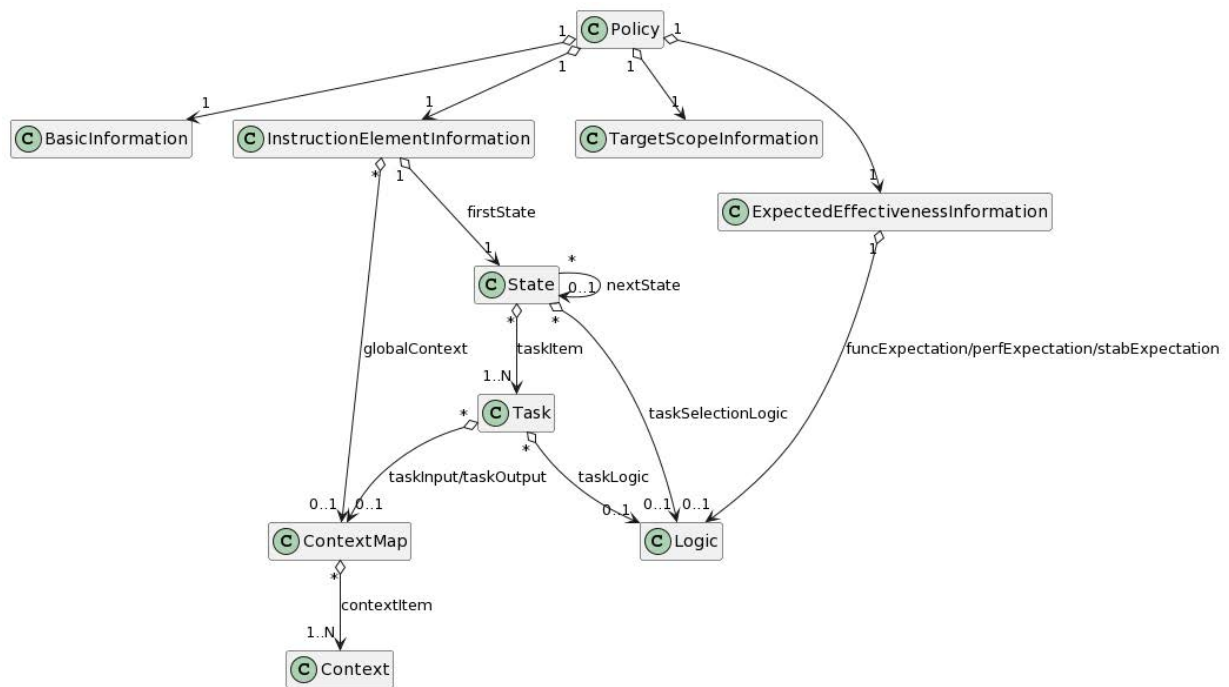 C Policy
1
1
1
1
1
1
1
1
C BasicInformation
C InstructionElementInformation
C TargetScopeInformation
C ExpectedEffectivenessInformation
*
1
1
firstState
1
*
C State
0..1
nextState
*
*
globalContext
taskItem
funcExpectation/perfExpectation/stabExpectation
1..N
taskSelectionLogic
*
C Task
*
taskInput/taskOutput
taskLogic
0..1
0..1
0..1
0..1
0..1
C ContextMap
C Logic
*
contextItem
1..N
C Context